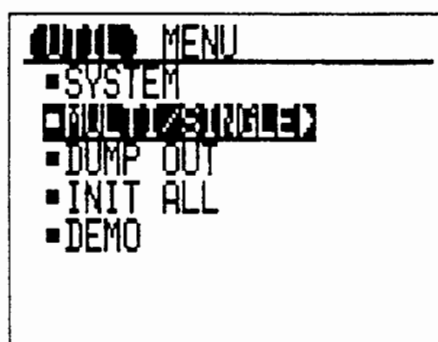 UTIL MENU
SYSTEM
MULTI/SINGLE
DUMP OUT
INIT ALL
DEMO